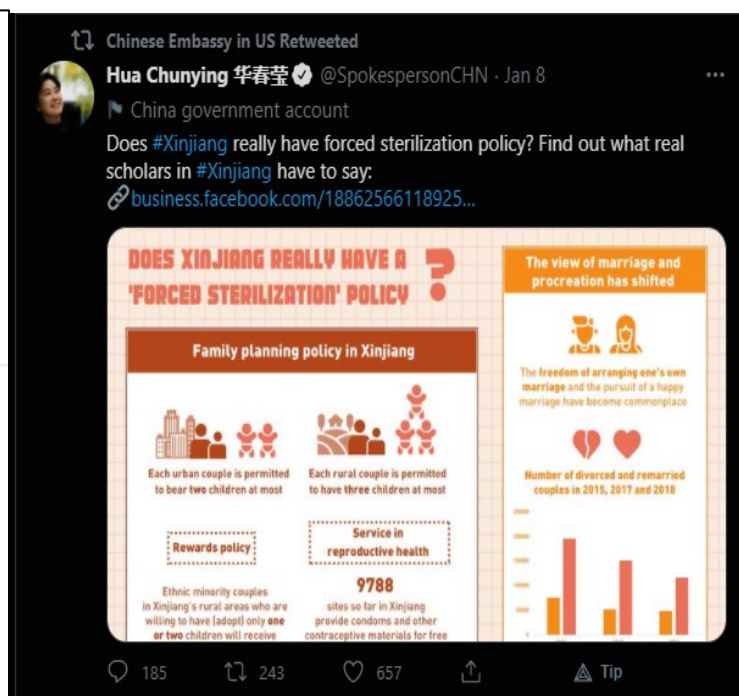 Chinese Embassy in US Retweeted
Hua Chunying 华春莹 @SpokespersonCHN · Jan 8
China government account
Does #Xinjiang really have forced sterilization policy? Find out what real
scholars in #Xinjiang have to say:
business.facebook.com/18862566118925...
DOES XINJIANG REALLY HAVE A
'FORCED STERILIZATION' POLICY
?
Family planning policy in Xinjiang
Each urban couple is permitted
to bear two children at most
Each rural couple is permitted
to have three children at most
Rewards policy
Ethnic minority couples
in Xinjiang's rural areas who are
willing to have (adopt) only one
or two children will receive
Service in
reproductive health
9788
sites so far in Xinjiang
provide condoms and other
contraceptive materials for free
The view of marriage and
procreation has shifted
The freedom of arranging one's own
marriage and the pursuit of a happy
marriage have become commonplace
Number of divorced and remarried
couples in 2015, 2017 and 2018
185
243
657
Tip